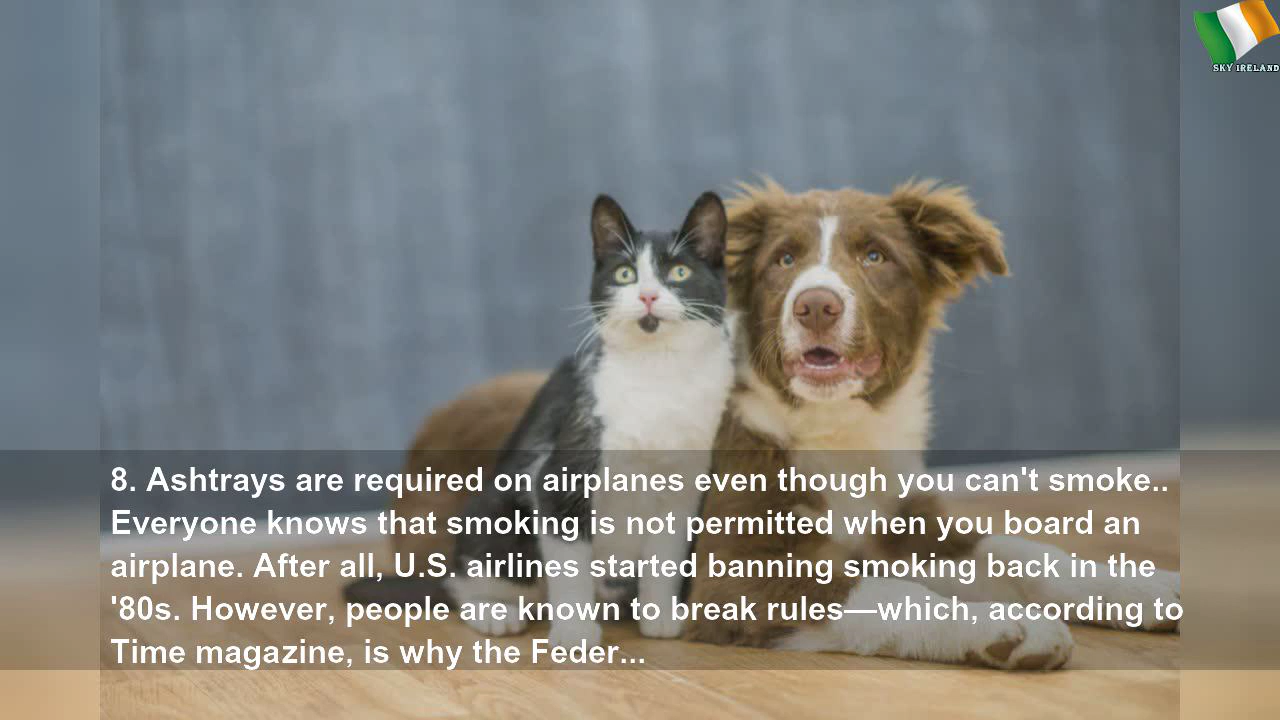 SKY IRELAND
8. Ashtrays are required on airplanes even though you can't smoke..
Everyone knows that smoking is not permitted when you board an
airplane. After all, U.S. airlines started banning smoking back in the
'80s. However, people are known to break rules—which, according to
Time magazine, is why the Feder...